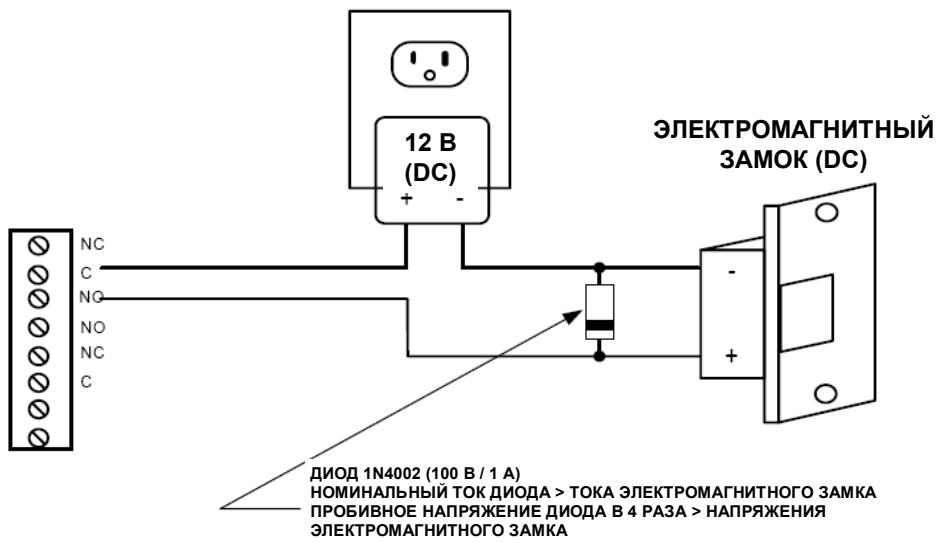 12 В
(DC)
+ -
ЭЛЕКТРОМАГНИТНЫЙ
ЗАМОК (DC)
NC
C
NO
NO
NC
C
-
+
ДИОД 1N4002 (100 В / 1 А)
НОМИНАЛЬНЫЙ ТОК ДИОДА > ТОКА ЭЛЕКТРОМАГНИТНОГО ЗАМКА
ПРОБИВНОЕ НАПРЯЖЕНИЕ ДИОДА В 4 РАЗА > НАПРЯЖЕНИЯ
ЭЛЕКТРОМАГНИТНОГО ЗАМКА